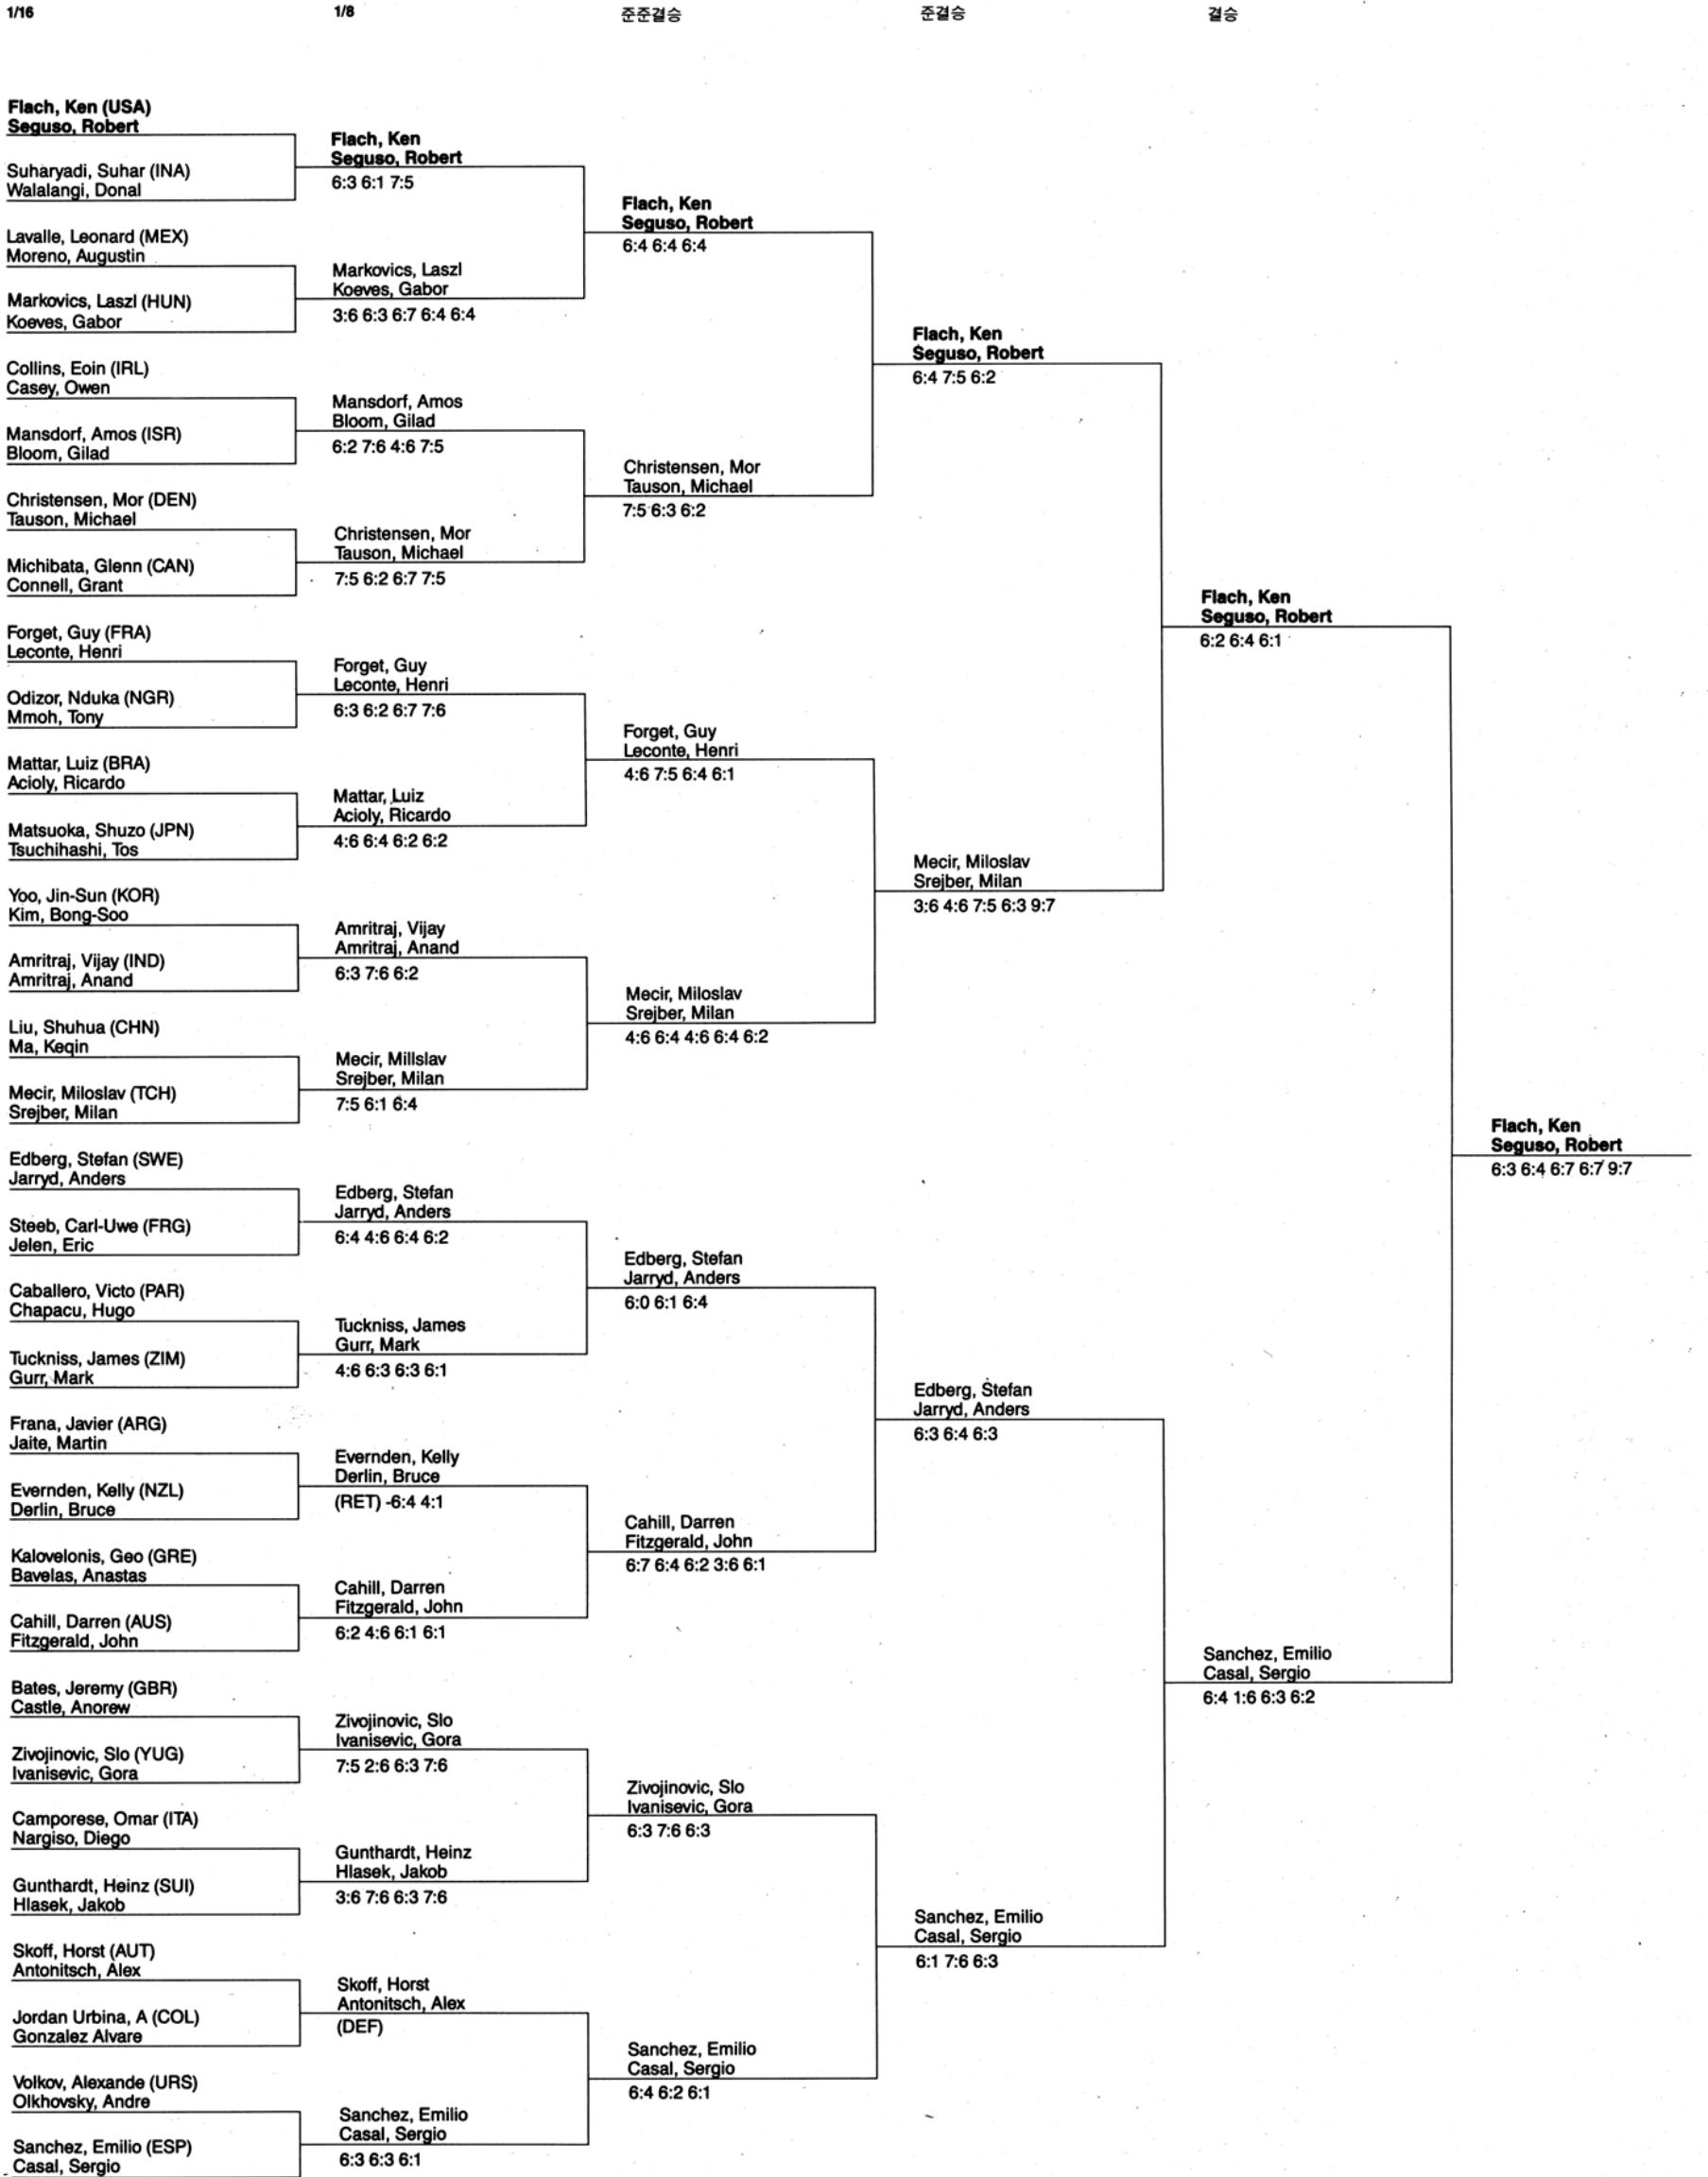 1/16
1/8
준준결승
준결승
결승
Flach, Ken (USA)
Seguso, Robert
Suharyadi, Suhar (INA)
Walalangi, Donal
Lavalle, Leonard (MEX)
Moreno, Augustin
Markovics, Laszl (HUN)
Koeves, Gabor
Collins, Eoin (IRL)
Casey, Owen
Mansdorf, Amos (ISR)
Bloom, Gilad
Christensen, Mor (DEN)
Tauson, Michael
Michibata, Glenn (CAN)
Connell, Grant
Forget, Guy (FRA)
Leconte, Henri
Odizor, Nduka (NGR)
Mmoh, Tony
Mattar, Luiz (BRA)
Acioly, Ricardo
Matsuoka, Shuzo (JPN)
Tsuchihashi, Tos
Yoo, Jin-Sun (KOR)
Kim, Bong-Soo
Amritraj, Vijay (IND)
Amritraj, Anand
Liu, Shuhua (CHN)
Ma, Keqin
Mecir, Miloslav (TCH)
Srejber, Milan
Edberg, Stefan (SWE)
Jarryd, Anders
Steeb, Carl-Uwe (FRG)
Jelen, Eric
Caballero, Victo (PAR)
Chapacu, Hugo
Tuckniss, James (ZIM)
Gurr, Mark
Frana, Javier (ARG)
Jaite, Martin
Evernden, Kelly (NZL)
Derlin, Bruce
Kalovelonis, Geo (GRE)
Bavelas, Anastas
Cahill, Darren (AUS)
Fitzgerald, John
Bates, Jeremy (GBR)
Castle, Anorew
Zivojinovic, Slo (YUG)
Ivanisevic, Gora
Camporese, Omar (ITA)
Nargiso, Diego
Gunthardt, Heinz (SUI)
Hlasek, Jakob
Skoff, Horst (AUT)
Antonitsch, Alex
Jordan Urbina, A (COL)
Gonzalez Alvare
Volkov, Alexande (URS)
Olkhovsky, Andre
Sanchez, Emilio (ESP)
Casal, Sergio
Flach, Ken
Seguso, Robert
6:3 6:1 7:5
Markovics, Laszl
Koeves, Gabor
3:6 6:3 6:7 6:4 6:4
Mansdorf, Amos
Bloom, Gilad
6:2 7:6 4:6 7:5
Christensen, Mor
Tauson, Michael
7:5 6:2 6:7 7:5
Forget, Guy
Leconte, Henri
6:3 6:2 6:7 7:6
Mattar, Luiz
Acioly, Ricardo
4:6 6:4 6:2 6:2
Amritraj, Vijay
Amritraj, Anand
6:3 7:6 6:2
Mecir, Millslav
Srejber, Milan
7:5 6:1 6:4
Edberg, Stefan
Jarryd, Anders
6:4 4:6 6:4 6:2
Tuckniss, James
Gurr, Mark
4:6 6:3 6:3 6:1
Evernden, Kelly
Derlin, Bruce
(RET) -6:4 4:1
Cahill, Darren
Fitzgerald, John
6:2 4:6 6:1 6:1
Zivojinovic, Slo
Ivanisevic, Gora
7:5 2:6 6:3 7:6
Gunthardt, Heinz
Hlasek, Jakob
3:6 7:6 6:3 7:6
Skoff, Horst
Antonitsch, Alex
(DEF)
Sanchez, Emilio
Casal, Sergio
6:3 6:3 6:1
Flach, Ken
Seguso, Robert
6:4 6:4 6:4
Christensen, Mor
Tauson, Michael
7:5 6:3 6:2
Forget, Guy
Leconte, Henri
4:6 7:5 6:4 6:1
Mecir, Miloslav
Srejber, Milan
4:6 6:4 4:6 6:4 6:2
Edberg, Stefan
Jarryd, Anders
6:0 6:1 6:4
Cahill, Darren
Fitzgerald, John
6:7 6:4 6:2 3:6 6:1
Zivojinovic, Slo
Ivanisevic, Gora
6:3 7:6 6:3
Sanchez, Emilio
Casal, Sergio
6:4 6:2 6:1
Flach, Ken
Seguso, Robert
6:4 7:5 6:2
Mecir, Miloslav
Srejber, Milan
3:6 4:6 7:5 6:3 9:7
Edberg, Stefan
Jarryd, Anders
6:3 6:4 6:3
Sanchez, Emilio
Casal, Sergio
6:1 7:6 6:3
Flach, Ken
Seguso, Robert
6:2 6:4 6:1
Sanchez, Emilio
Casal, Sergio
6:4 1:6 6:3 6:2
Flach, Ken
Seguso, Robert
6:3 6:4 6:7 6:7 9:7